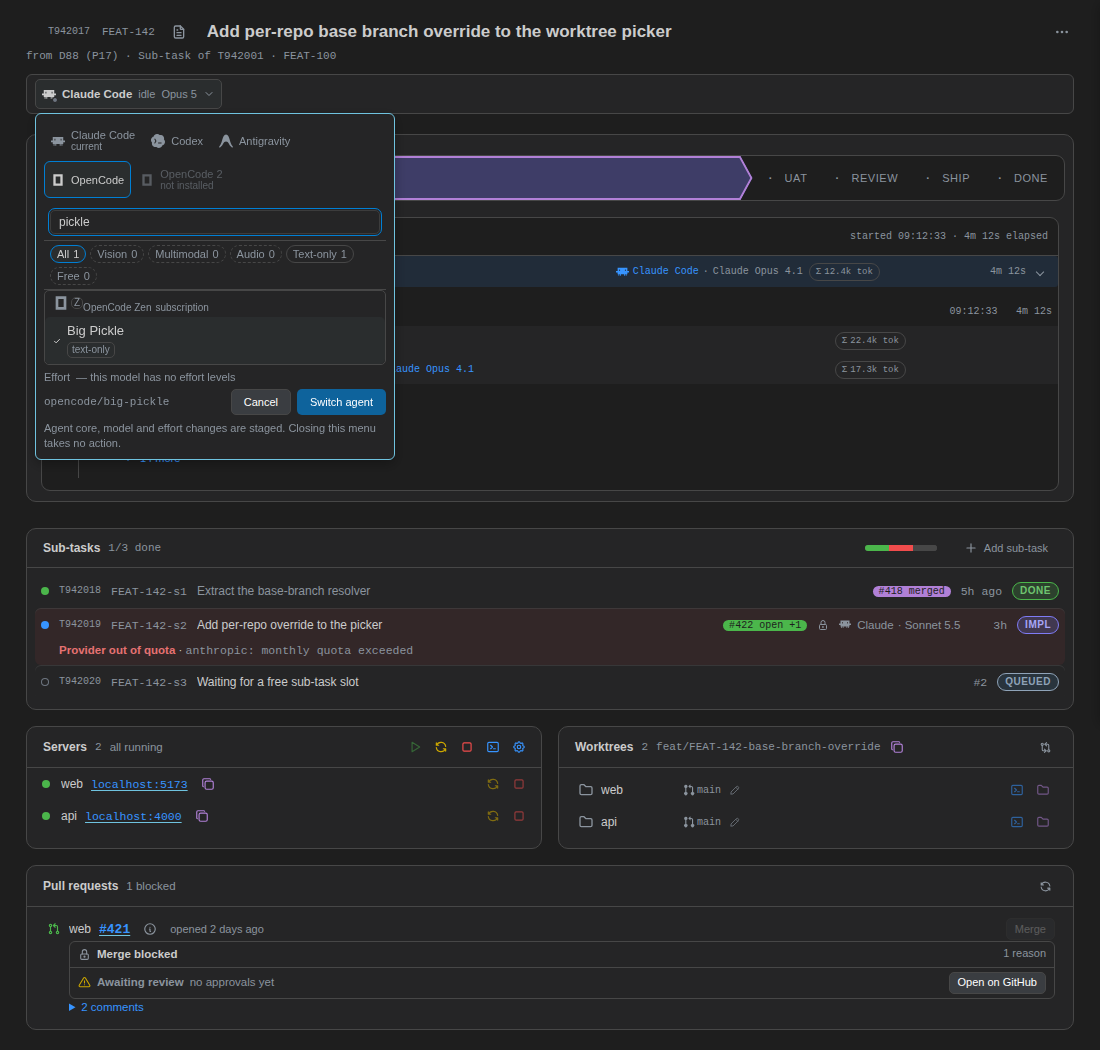 T942017 FEAT-142 Add per-repo base branch override to the worktree picker
from D88 (P17) · Sub-task of T942001 · FEAT-100
Claude Code idle Opus 5
Claude Code
current
Codex
Antigravity
OpenCode
OpenCode 2
not installed
UAT · REVIEW · SHIP · DONE
pickle
All 1 Vision 0 Multimodal 0 Audio 0 Text-only 1
Free 0
Z OpenCode Zen subscription
Big Pickle
text-only
Effort — this model has no effort levels
opencode/big-pickle Cancel Switch agent
Agent core, model and effort changes are staged. Closing this menu
takes no action.
started 09:12:33 · 4m 12s elapsed
Claude Code · Claude Opus 4.1 Σ 12.4k tok 4m 12s
09:12:33 4m 12s
Σ 22.4k tok
aude Opus 4.1 Σ 17.3k tok
Sub-tasks 1/3 done Add sub-task
T942018 FEAT-142-s1 Extract the base-branch resolver #418 merged 5h ago DONE
T942019 FEAT-142-s2 Add per-repo override to the picker #422 open +1 Claude · Sonnet 5.5 3h IMPL
Provider out of quota · anthropic: monthly quota exceeded
T942020 FEAT-142-s3 Waiting for a free sub-task slot #2 QUEUED
Servers 2 all running
web localhost:5173
api localhost:4000
Worktrees 2 feat/FEAT-142-base-branch-override
web main
api main
Pull requests 1 blocked
web #421 opened 2 days ago Merge
Merge blocked 1 reason
Awaiting review no approvals yet Open on GitHub
2 comments